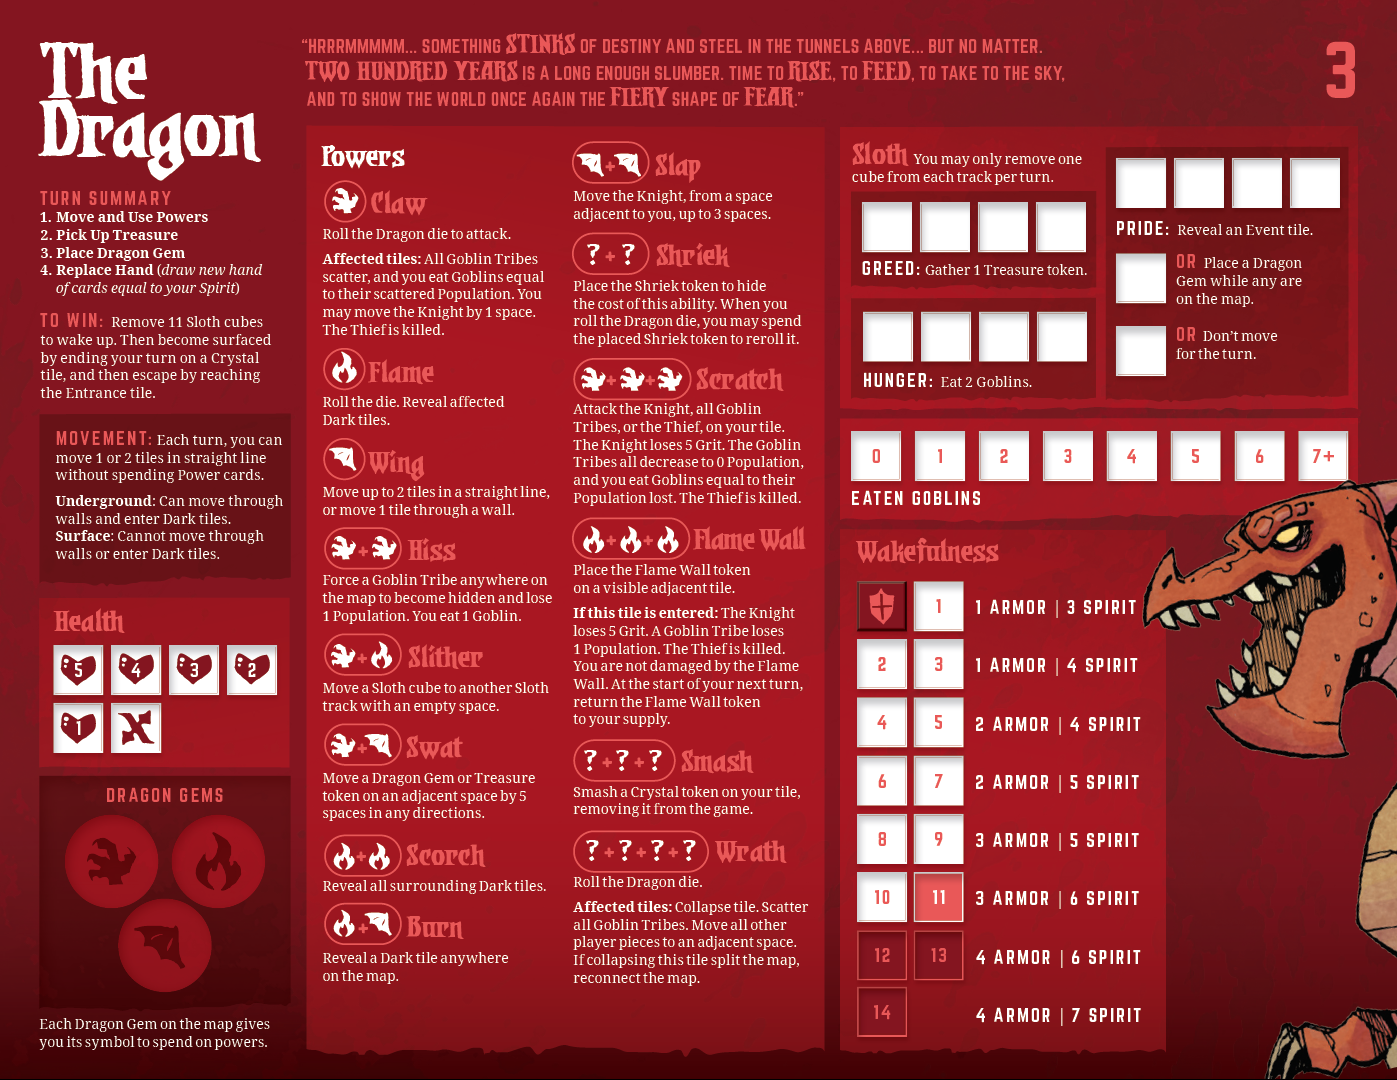 The
Dragon
"HRRRMMMMM... SOMETHING STINKS OF DESTINY AND STEEL IN THE TUNNELS ABOVE... BUT NO MATTER.
TWO HUNDRED YEARS IS A LONG ENOUGH SLUMBER. TIME TO RISE, TO FEED, TO TAKE TO THE SKY,
AND TO SHOW THE WORLD ONCE AGAIN THE FIERY SHAPE OF FEAR."
3
TURN SUMMARY
1. Move and Use Powers
2. Pick Up Treasure
3. Place Dragon Gem
4. Replace Hand (draw new hand
of cards equal to your Spirit)
TO WIN: Remove 11 Sloth cubes
to wake up. Then become surfaced
by ending your turn on a Crystal
tile, and then escape by reaching
the Entrance tile.
MOVEMENT: Each turn, you can
move 1 or 2 tiles in straight line
without spending Power cards.
Underground: Can move through
walls and enter Dark tiles.
Surface: Cannot move through
walls or enter Dark tiles.
Health
5 4 3 2
1
DRAGON GEMS
Each Dragon Gem on the map gives
you its symbol to spend on powers.
Powers
Claw
Roll the Dragon die to attack.
Affected tiles: All Goblin Tribes
scatter, and you eat Goblins equal
to their scattered Population. You
may move the Knight by 1 space.
The Thief is killed.
Flame
Roll the die. Reveal affected
Dark tiles.
Wing
Move up to 2 tiles in a straight line,
or move 1 tile through a wall.
+ Hiss
Force a Goblin Tribe anywhere on
the map to become hidden and lose
1 Population. You eat 1 Goblin.
+ Slither
Move a Sloth cube to another Sloth
track with an empty space.
+ Swat
Move a Dragon Gem or Treasure
token on an adjacent space by 5
spaces in any directions.
+ Scorch
Reveal all surrounding Dark tiles.
+ Burn
Reveal a Dark tile anywhere
on the map.
+ Slap
Move the Knight, from a space
adjacent to you, up to 3 spaces.
? + ? Shriek
Place the Shriek token to hide
the cost of this ability. When you
roll the Dragon die, you may spend
the placed Shriek token to reroll it.
+ + Scratch
Attack the Knight, all Goblin
Tribes, or the Thief, on your tile.
The Knight loses 5 Grit. The Goblin
Tribes all decrease to 0 Population,
and you eat Goblins equal to their
Population lost. The Thief is killed.
+ + Flame Wall
Place the Flame Wall token
on a visible adjacent tile.
If this tile is entered: The Knight
loses 5 Grit. A Goblin Tribe loses
1 Population. The Thief is killed.
You are not damaged by the Flame
Wall. At the start of your next turn,
return the Flame Wall token
to your supply.
? + ? + ? Smash
Smash a Crystal token on your tile,
removing it from the game.
? + ? + ? + ? Wrath
Roll the Dragon die.
Affected tiles: Collapse tile. Scatter
all Goblin Tribes. Move all other
player pieces to an adjacent space.
If collapsing this tile split the map,
reconnect the map.
Sloth You may only remove one
cube from each track per turn.
GREED: Gather 1 Treasure token.
HUNGER: Eat 2 Goblins.
PRIDE: Reveal an Event tile.
OR Place a Dragon
Gem while any are
on the map.
OR Don't move
for the turn.
0 1 2 3 4 5 6 7+
EATEN GOBLINS
Wakefulness
1 1 ARMOR | 3 SPIRIT
2 3 1 ARMOR | 4 SPIRIT
4 5 2 ARMOR | 4 SPIRIT
6 7 2 ARMOR | 5 SPIRIT
8 9 3 ARMOR | 5 SPIRIT
10 11 3 ARMOR | 6 SPIRIT
12 13 4 ARMOR | 6 SPIRIT
14 4 ARMOR | 7 SPIRIT